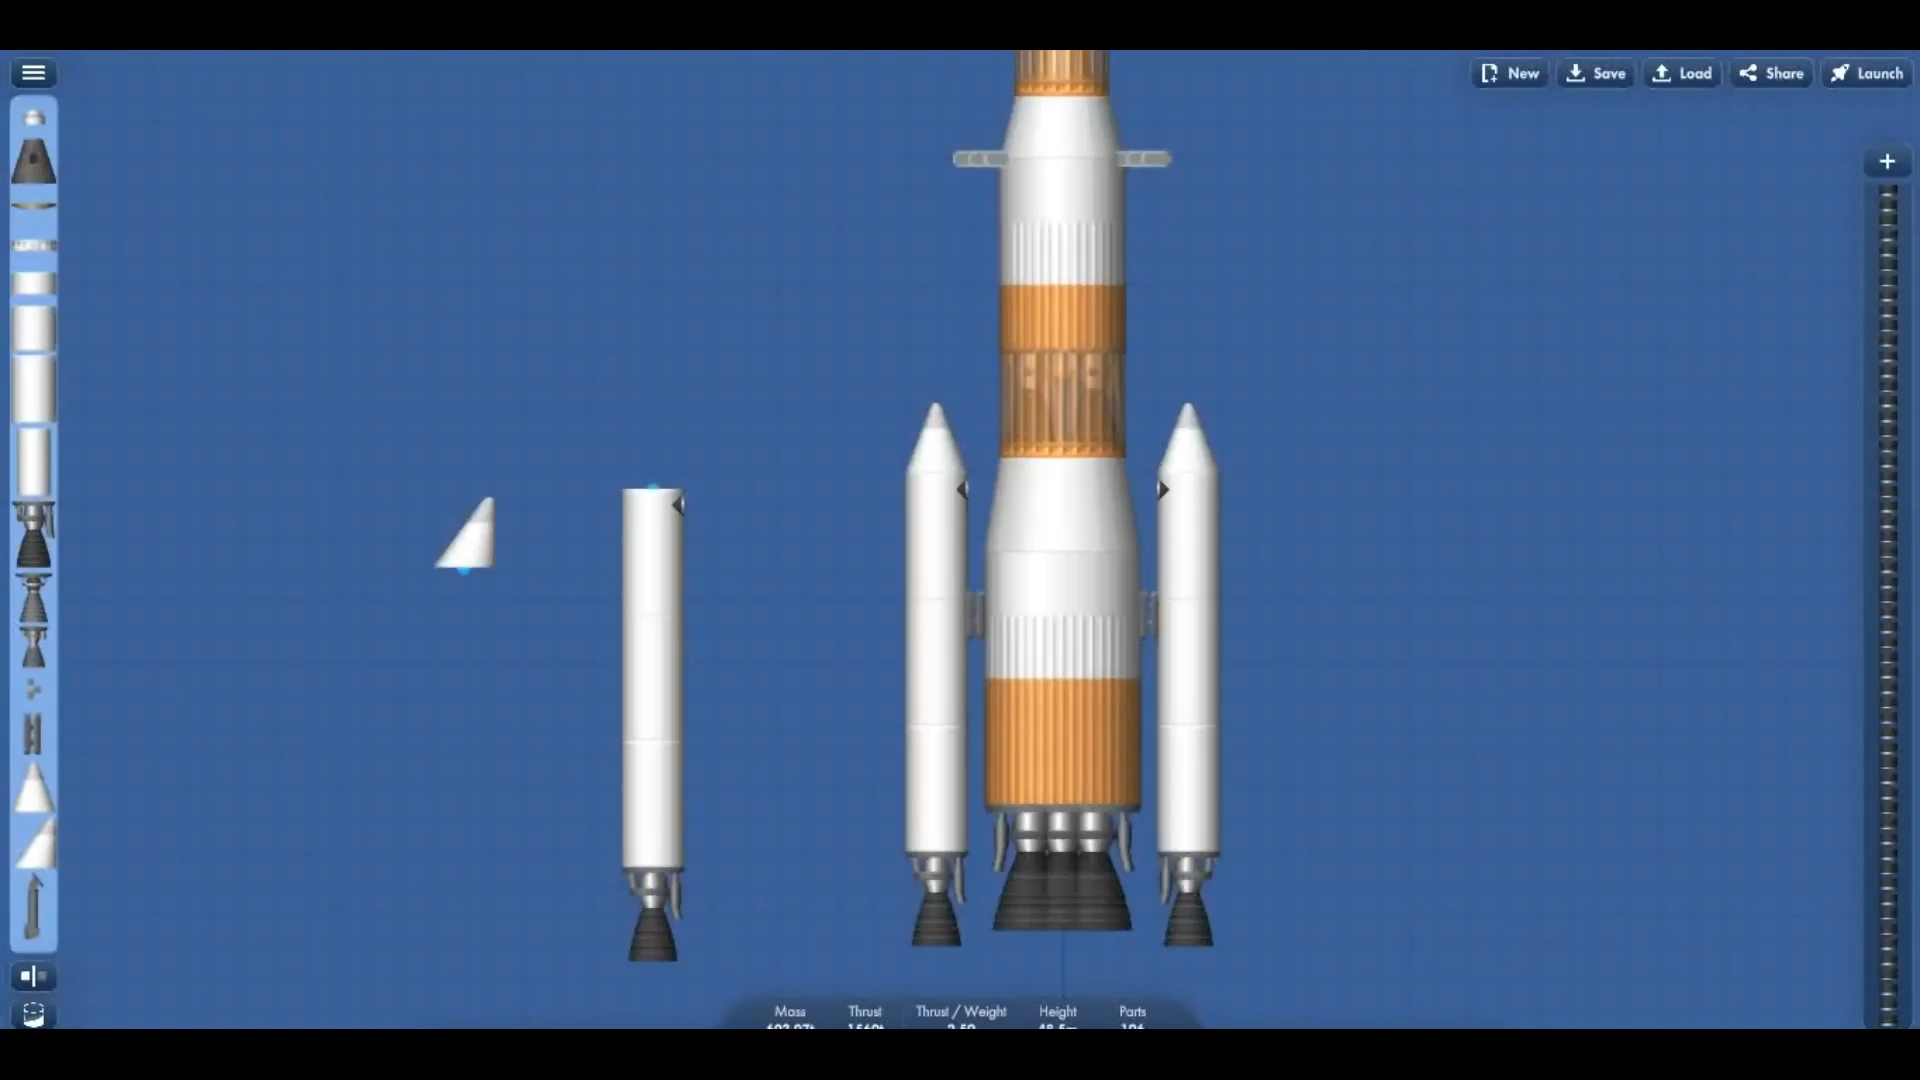 New
Save
Load
Share
Launch
Mass
Thrust
Thrust / Weight
Height
Parts